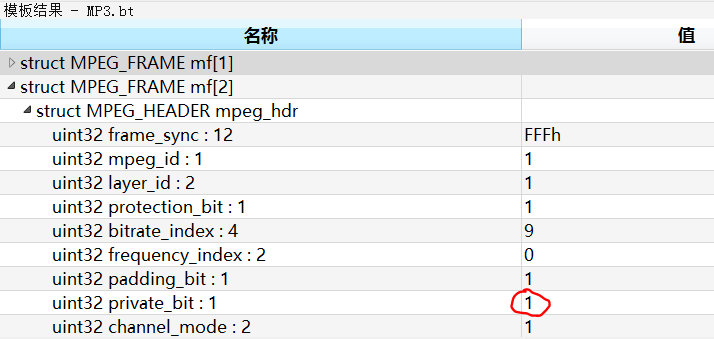 模板结果 - MP3.bt
名称 值
struct MPEG_FRAME mf[1]
struct MPEG_FRAME mf[2]
struct MPEG_HEADER mpeg_hdr
uint32 frame_sync : 12 FFFh
uint32 mpeg_id : 1 1
uint32 layer_id : 2 1
uint32 protection_bit : 1 1
uint32 bitrate_index : 4 9
uint32 frequency_index : 2 0
uint32 padding_bit : 1 1
uint32 private_bit : 1 1
uint32 channel_mode : 2 1